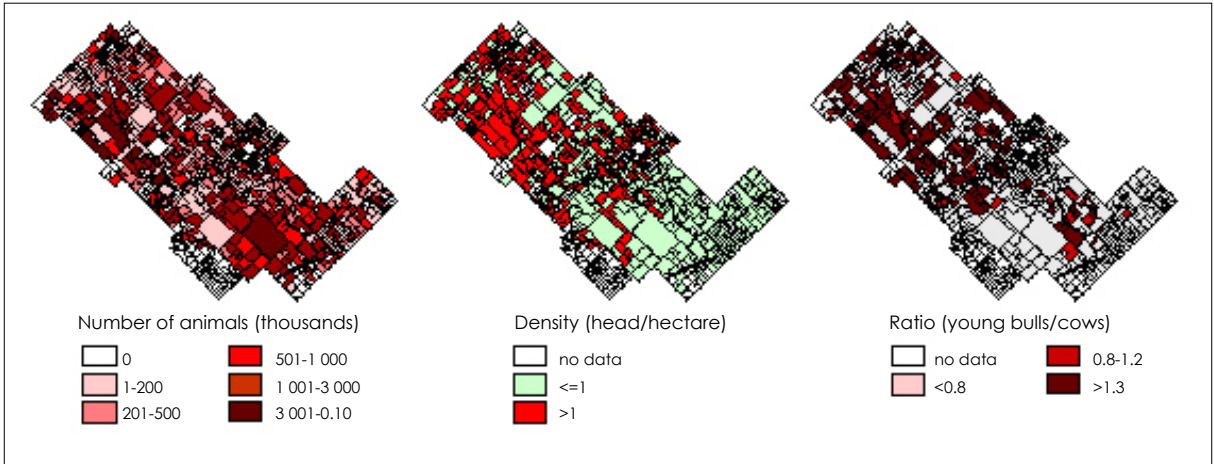 Number of animals (thousands)
0
1-200
201-500
501-1 000
1 001-3 000
3 001-0.10
Density (head/hectare)
no data
<=1
>1
Ratio (young bulls/cows)
no data
<0.8
0.8-1.2
>1.3